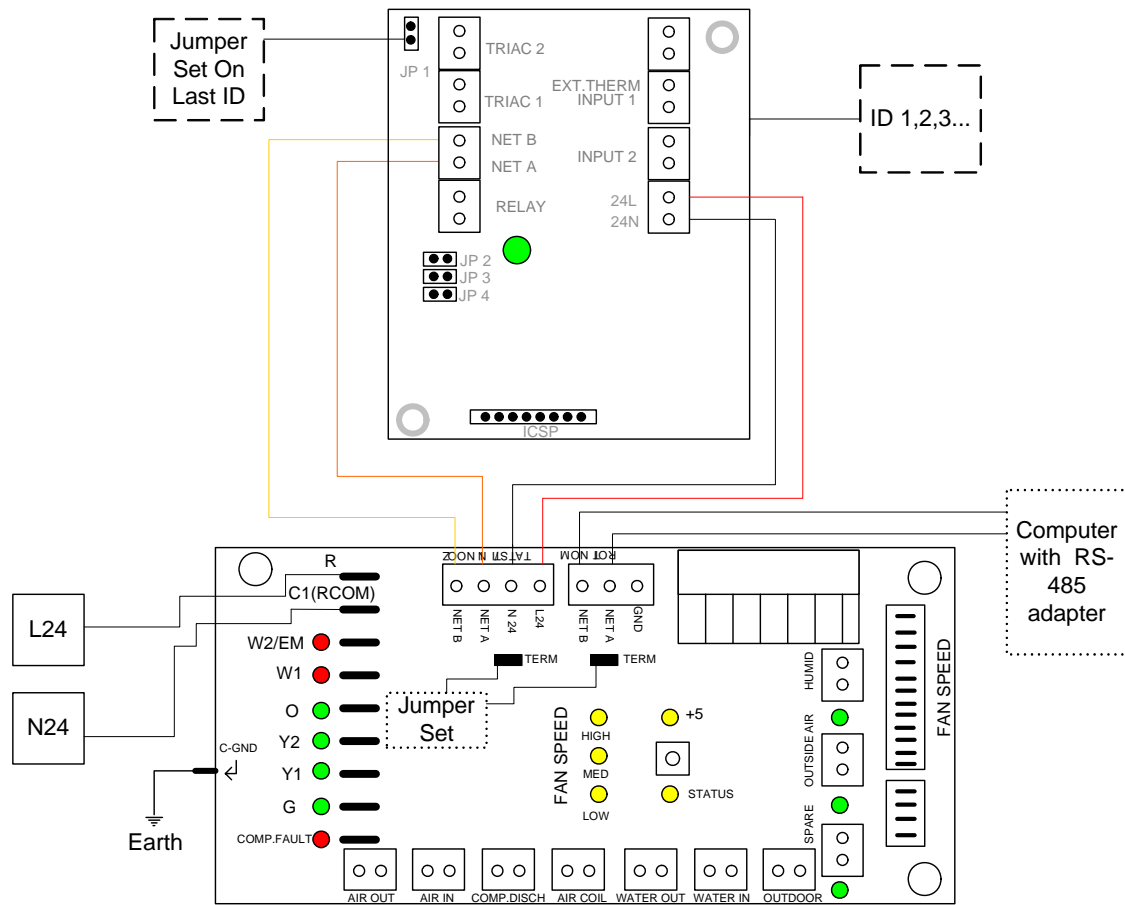 Jumper
Set On
Last ID
JP 1
TRIAC 2
TRIAC 1
NET B
NET A
RELAY
EXT.THERM
INPUT 1
INPUT 2
24L
24N
ID 1,2,3...
JP 2
JP 3
JP 4
ICSP
Computer
with RS-
485
adapter
L24
N24
Earth
R
C1(RCOM)
W2/EM
W1
O
Y2
Y1
G
COMP.FAULT
C-GND
NET B
NET A
N 24
L24
NET B
NET A
GND
TERM
TERM
Jumper
Set
FAN SPEED
HIGH
MED
LOW
+5
STATUS
HUMID
OUTSIDE AIR
SPARE
FAN SPEED
AIR OUT
AIR IN
COMP.DISCH
AIR COIL
WATER OUT
WATER IN
OUTDOOR